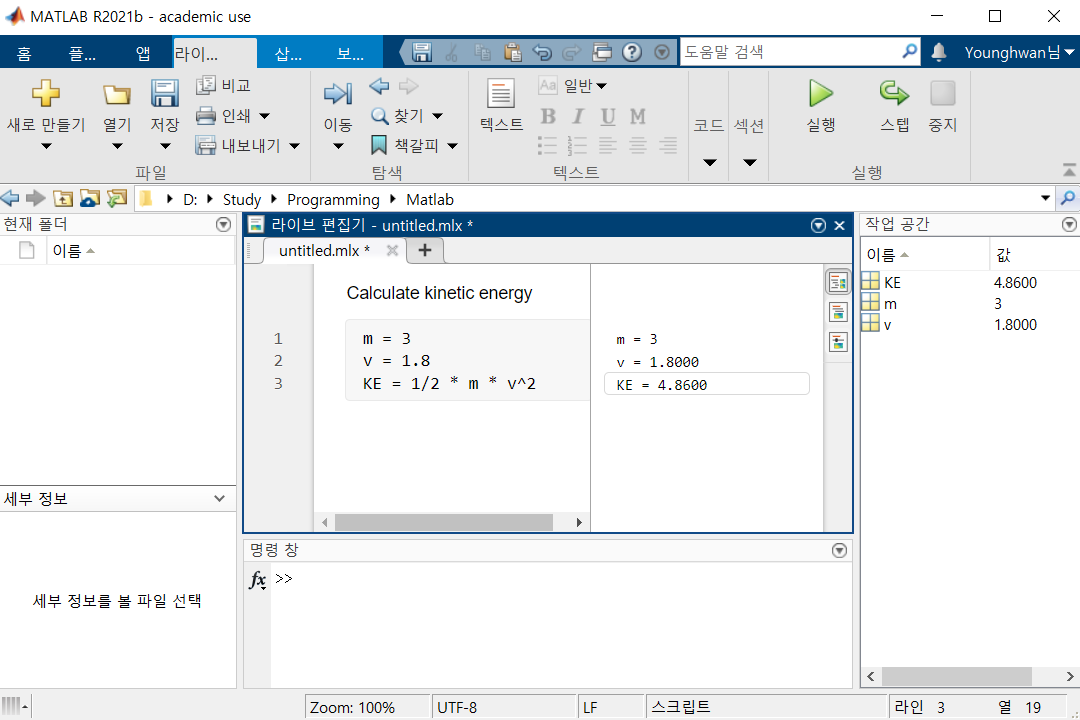 MATLAB R2021b - academic use
홈 플... 앱 라이... 삽... 보... 도움말 검색 Younghwan님
새로 만들기 열기 저장 비교 인쇄 내보내기
파일
이동 찾기 책갈피
탐색
텍스트 Aa 일반
B I U M
텍스트
코드 섹션
실행 스텝 중지
실행
D: Study Programming Matlab
현재 폴더
이름
세부 정보
세부 정보를 볼 파일 선택
라이브 편집기 - untitled.mlx *
untitled.mlx *
Calculate kinetic energy
1 m = 3
2 v = 1.8
3 KE = 1/2 * m * v^2
m = 3
v = 1.8000
KE = 4.8600
명령 창
fx >>
작업 공간
이름 값
KE 4.8600
m 3
v 1.8000
Zoom: 100% UTF-8 LF 스크립트 라인 3 열 19